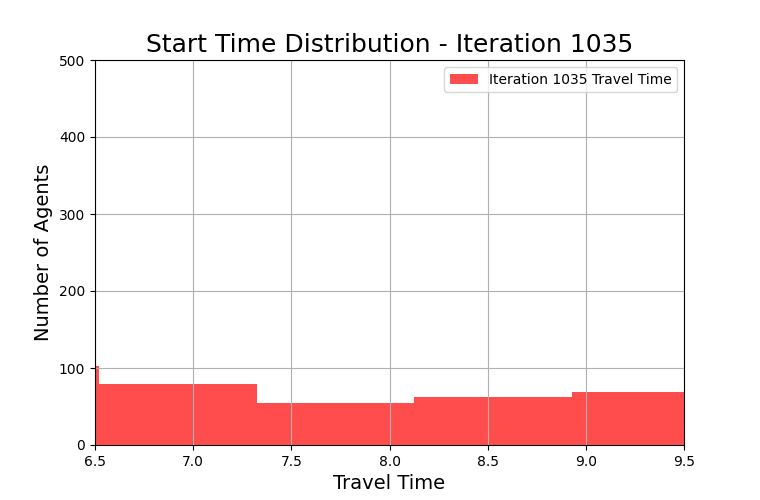 Start Time Distribution - Iteration 1035
Iteration 1035 Travel Time
Number of Agents
500
400
300
200
100
0
6.5 7.0 7.5 8.0 8.5 9.0 9.5
Travel Time